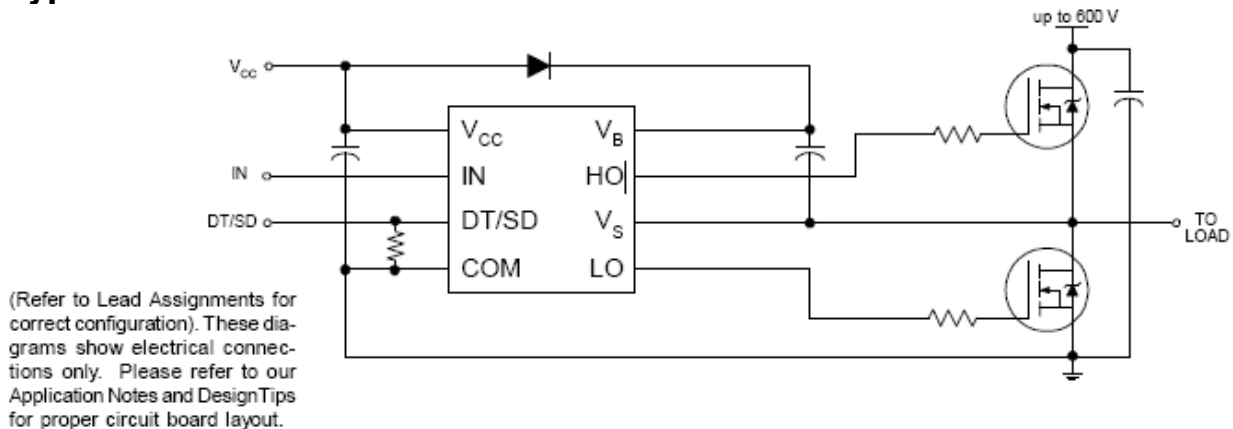 up to 600 V
VCC
VCC
VB
IN
IN
HO
DT/SD
DT/SD
VS
TO
LOAD
COM
LO
(Refer to Lead Assignments for
correct configuration). These dia-
grams show electrical connec-
tions only. Please refer to our
Application Notes and DesignTips
for proper circuit board layout.